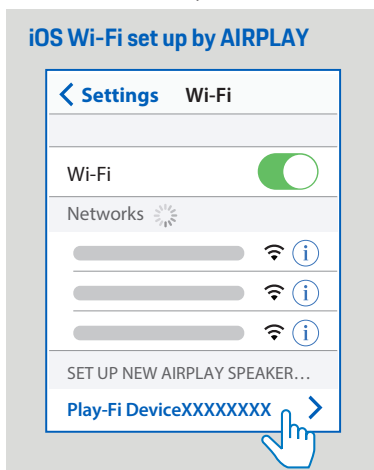 iOS Wi-Fi set up by AIRPLAY
Settings Wi-Fi
Wi-Fi
Networks
SET UP NEW AIRPLAY SPEAKER...
Play-Fi DeviceXXXXXXXX